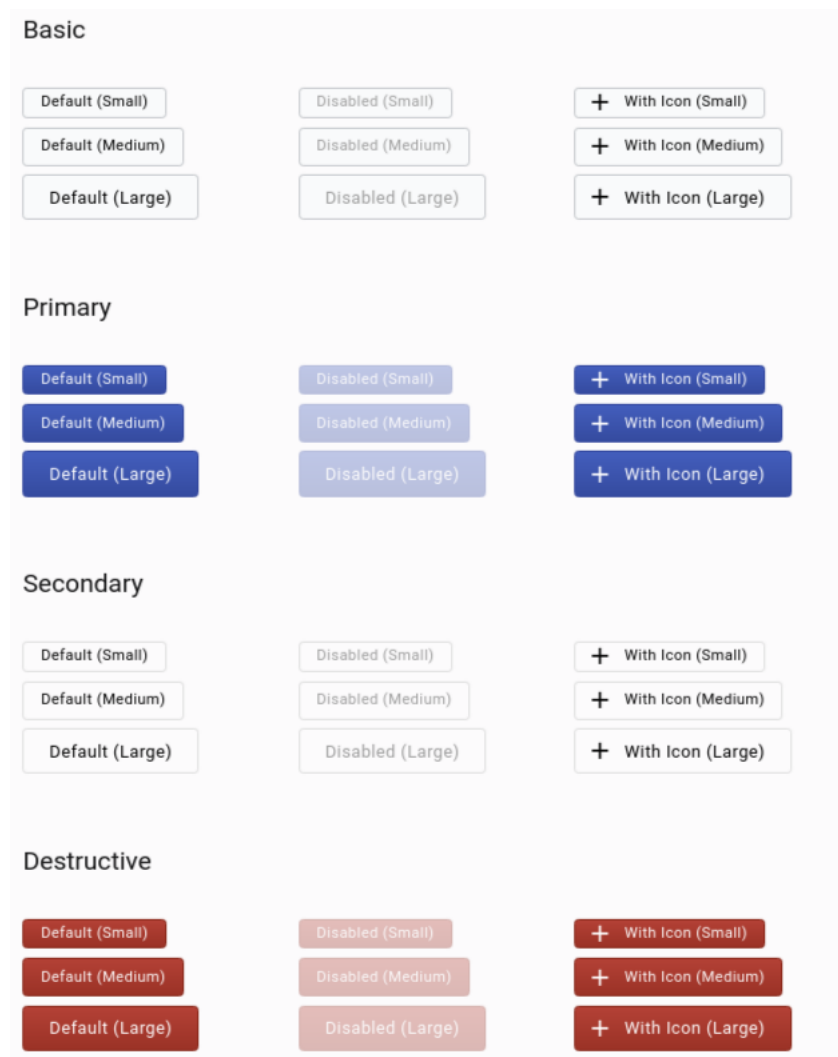 Basic
Default (Small) Disabled (Small) With Icon (Small)
Default (Medium) Disabled (Medium) With Icon (Medium)
Default (Large) Disabled (Large) With Icon (Large)
Primary
Default (Small) Disabled (Small) With Icon (Small)
Default (Medium) Disabled (Medium) With Icon (Medium)
Default (Large) Disabled (Large) With Icon (Large)
Secondary
Default (Small) Disabled (Small) With Icon (Small)
Default (Medium) Disabled (Medium) With Icon (Medium)
Default (Large) Disabled (Large) With Icon (Large)
Destructive
Default (Small) Disabled (Small) With Icon (Small)
Default (Medium) Disabled (Medium) With Icon (Medium)
Default (Large) Disabled (Large) With Icon (Large)